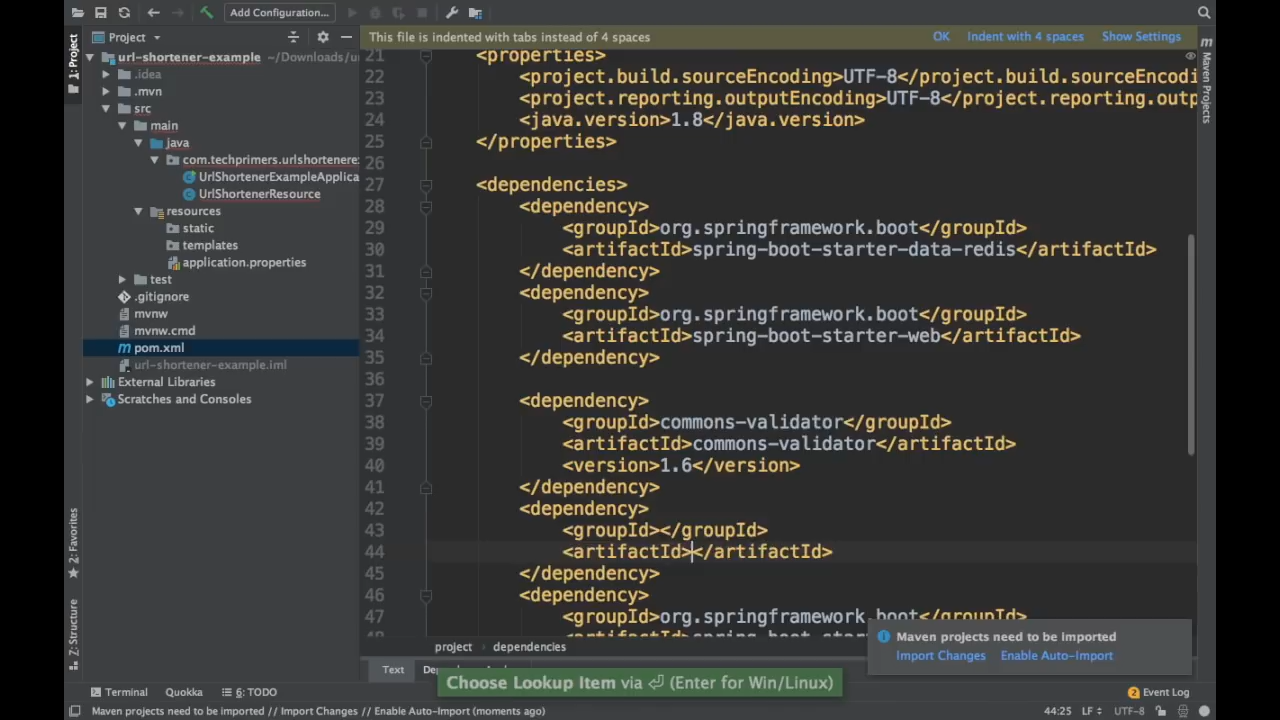 Add Configuration...
Project
This file is indented with tabs instead of 4 spaces
OK
Indent with 4 spaces
Show Settings
1: Project
url-shortener-example ~/Downloads/u
.idea
.mvn
src
main
java
com.techprimers.urlshortenere
UrlShortenerExampleApplica
UrlShortenerResource
resources
static
templates
application.properties
test
.gitignore
mvnw
mvnw.cmd
pom.xml
url-shortener-example.iml
External Libraries
Scratches and Consoles
2: Favorites
Z: Structure
Maven Projects
21 <properties>
22 <project.build.sourceEncoding>UTF-8</project.build.sourceEncodi
23 <project.reporting.outputEncoding>UTF-8</project.reporting.outp
24 <java.version>1.8</java.version>
25 </properties>
26
27 <dependencies>
28 <dependency>
29 <groupId>org.springframework.boot</groupId>
30 <artifactId>spring-boot-starter-data-redis</artifactId>
31 </dependency>
32 <dependency>
33 <groupId>org.springframework.boot</groupId>
34 <artifactId>spring-boot-starter-web</artifactId>
35 </dependency>
36
37 <dependency>
38 <groupId>commons-validator</groupId>
39 <artifactId>commons-validator</artifactId>
40 <version>1.6</version>
41 </dependency>
42 <dependency>
43 <groupId></groupId>
44 <artifactId></artifactId>
45 </dependency>
46 <dependency>
47 <groupId>org.springframework.boot</groupId>
Maven projects need to be imported
Import Changes Enable Auto-Import
project dependencies
Text
Choose Lookup Item via ⏎ (Enter for Win/Linux)
Terminal Quokka 6: TODO
2 Event Log
Maven projects need to be imported // Import Changes // Enable Auto-Import (moments ago)
44:25 LF UTF-8